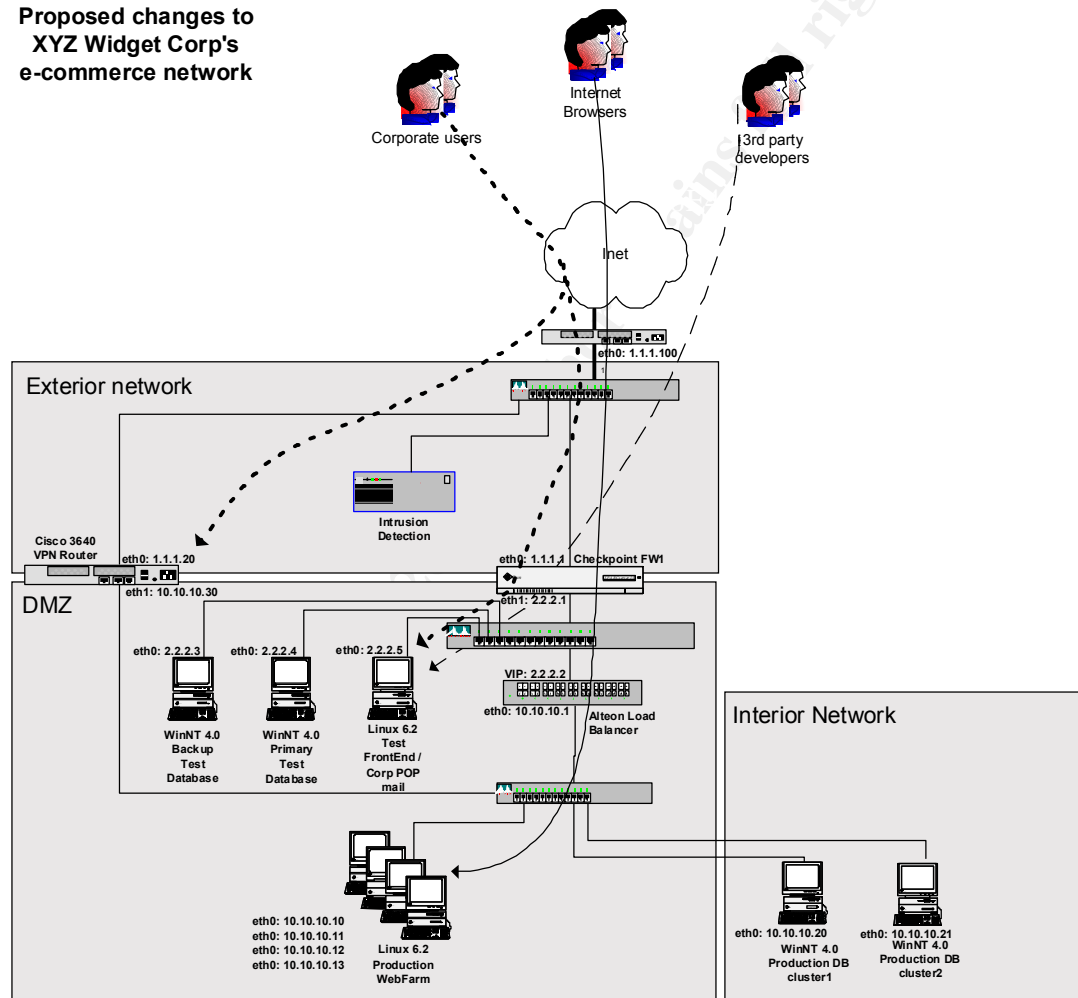 Proposed changes to
XYZ Widget Corp's
e-commerce network
Corporate users
Internet
Browsers
3rd party
developers
Inet
eth0: 1.1.1.100
1
Exterior network
Intrusion
Detection
Cisco 3640
VPN Router
eth0: 1.1.1.20
eth1: 10.10.10.30
eth0: 1.1.1.1
Checkpoint FW1
eth1: 2.2.2.1
DMZ
eth0: 2.2.2.3
eth0: 2.2.2.4
eth0: 2.2.2.5
WinNT 4.0
Backup
Test
Database
WinNT 4.0
Primary
Test
Database
Linux 6.2
Test
FrontEnd /
Corp POP
mail
VIP: 2.2.2.2
eth0: 10.10.10.1
Alteon Load
Balancer
Interior Network
eth0: 10.10.10.10
eth0: 10.10.10.11
eth0: 10.10.10.12
eth0: 10.10.10.13
Linux 6.2
Production
WebFarm
eth0: 10.10.10.20
WinNT 4.0
Production DB
cluster1
eth0: 10.10.10.21
WinNT 4.0
Production DB
cluster2